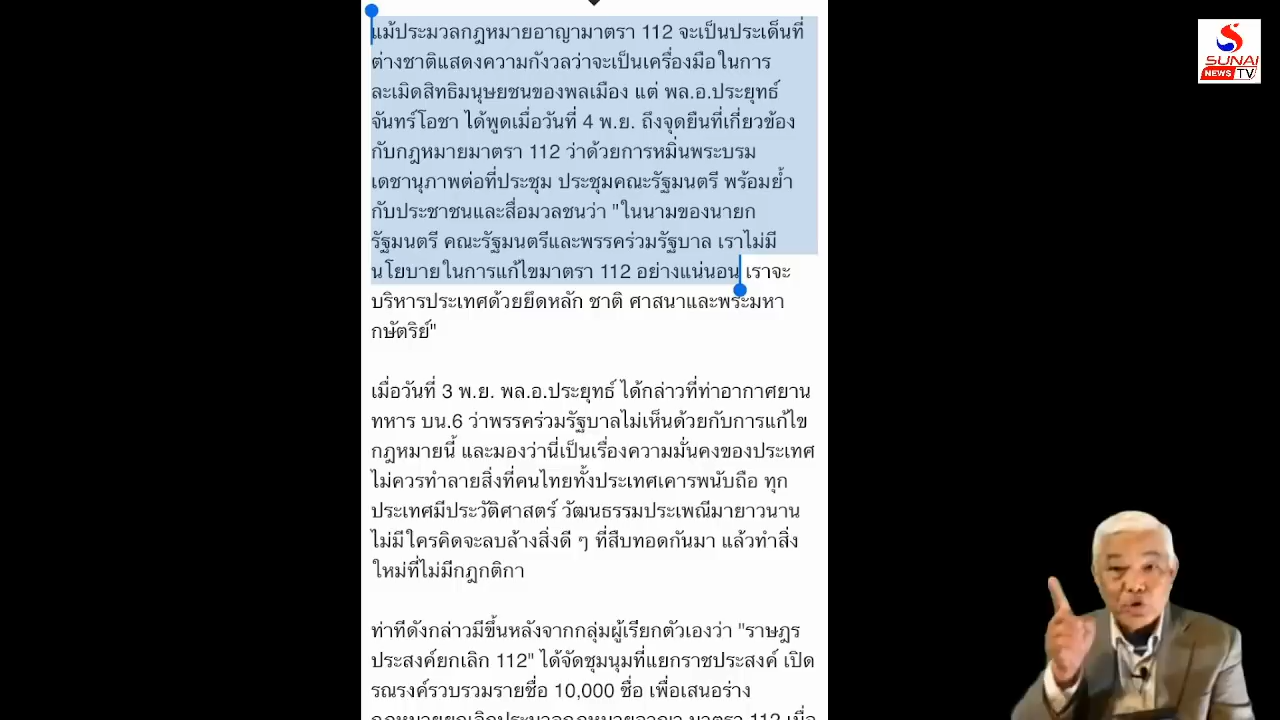 แม้ประมวลกฎหมายอาญามาตรา 112 จะเป็นประเด็นที่
ต่างชาติแสดงความกังวลว่าจะเป็นเครื่องมือในการ
ละเมิดสิทธิมนุษยชนของพลเมือง แต่ พล.อ.ประยุทธ์
จันทร์โอชา ได้พูดเมื่อวันที่ 4 พ.ย. ถึงจุดยืนที่เกี่ยวข้อง
กับกฎหมายมาตรา 112 ว่าด้วยการหมิ่นพระบรม
เดชานุภาพต่อที่ประชุม ประชุมคณะรัฐมนตรี พร้อมย้ำ
กับประชาชนและสื่อมวลชนว่า "ในนามของนายก
รัฐมนตรี คณะรัฐมนตรีและพรรคร่วมรัฐบาล เราไม่มี
นโยบายในการแก้ไขมาตรา 112 อย่างแน่นอน เราจะ
บริหารประเทศด้วยยึดหลัก ชาติ ศาสนาและพระมหา
กษัตริย์"
เมื่อวันที่ 3 พ.ย. พล.อ.ประยุทธ์ ได้กล่าวที่ท่าอากาศยาน
ทหาร บน.6 ว่าพรรคร่วมรัฐบาลไม่เห็นด้วยกับการแก้ไข
กฎหมายนี้ และมองว่านี่เป็นเรื่องความมั่นคงของประเทศ
ไม่ควรทำลายสิ่งที่คนไทยทั้งประเทศเคารพนับถือ ทุก
ประเทศมีประวัติศาสตร์ วัฒนธรรมประเพณีมายาวนาน
ไม่มีใครคิดจะลบล้างสิ่งดี ๆ ที่สืบทอดกันมา แล้วทำสิ่ง
ใหม่ที่ไม่มีกฎกติกา
ท่าทีดังกล่าวมีขึ้นหลังจากกลุ่มผู้เรียกตัวเองว่า "ราษฎร
ประสงค์ยกเลิก 112" ได้จัดชุมนุมที่แยกราชประสงค์ เปิด
รณรงค์รวบรวมรายชื่อ 10,000 ชื่อ เพื่อเสนอร่าง
กฎหมายยกเลิกประมวลกฎหมายอาญา มาตรา 112 เมื่อ
SUNAI
NEWS TV